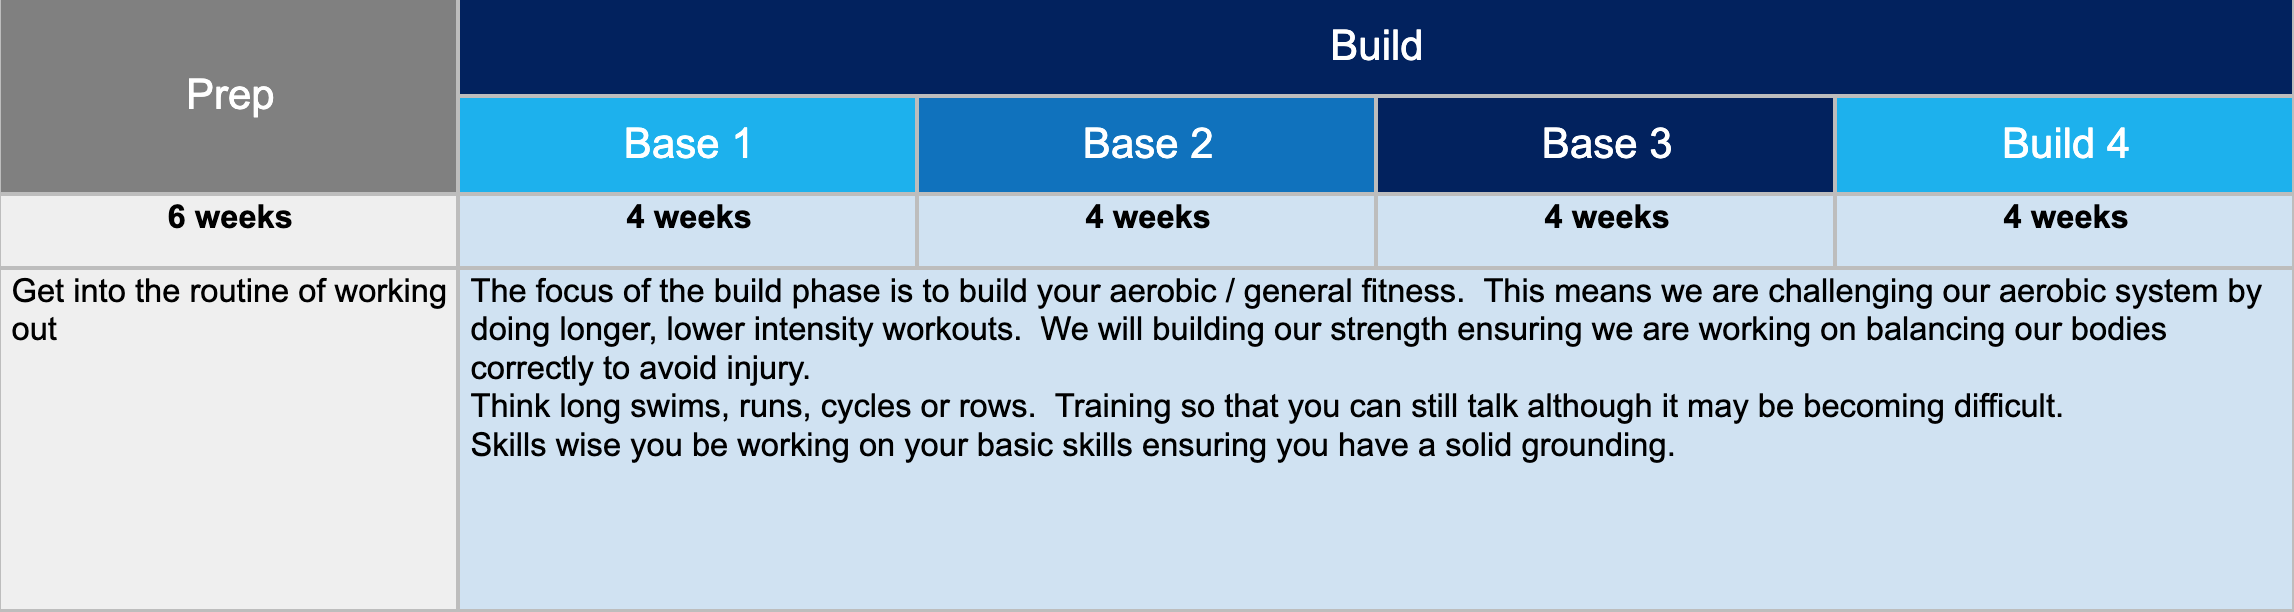 Prep
Build
Base 1
Base 2
Base 3
Build 4
6 weeks
4 weeks
4 weeks
4 weeks
4 weeks
Get into the routine of working
out
The focus of the build phase is to build your aerobic / general fitness.  This means we are challenging our aerobic system by
doing longer, lower intensity workouts.  We will building our strength ensuring we are working on balancing our bodies
correctly to avoid injury.
Think long swims, runs, cycles or rows.  Training so that you can still talk although it may be becoming difficult.
Skills wise you be working on your basic skills ensuring you have a solid grounding.